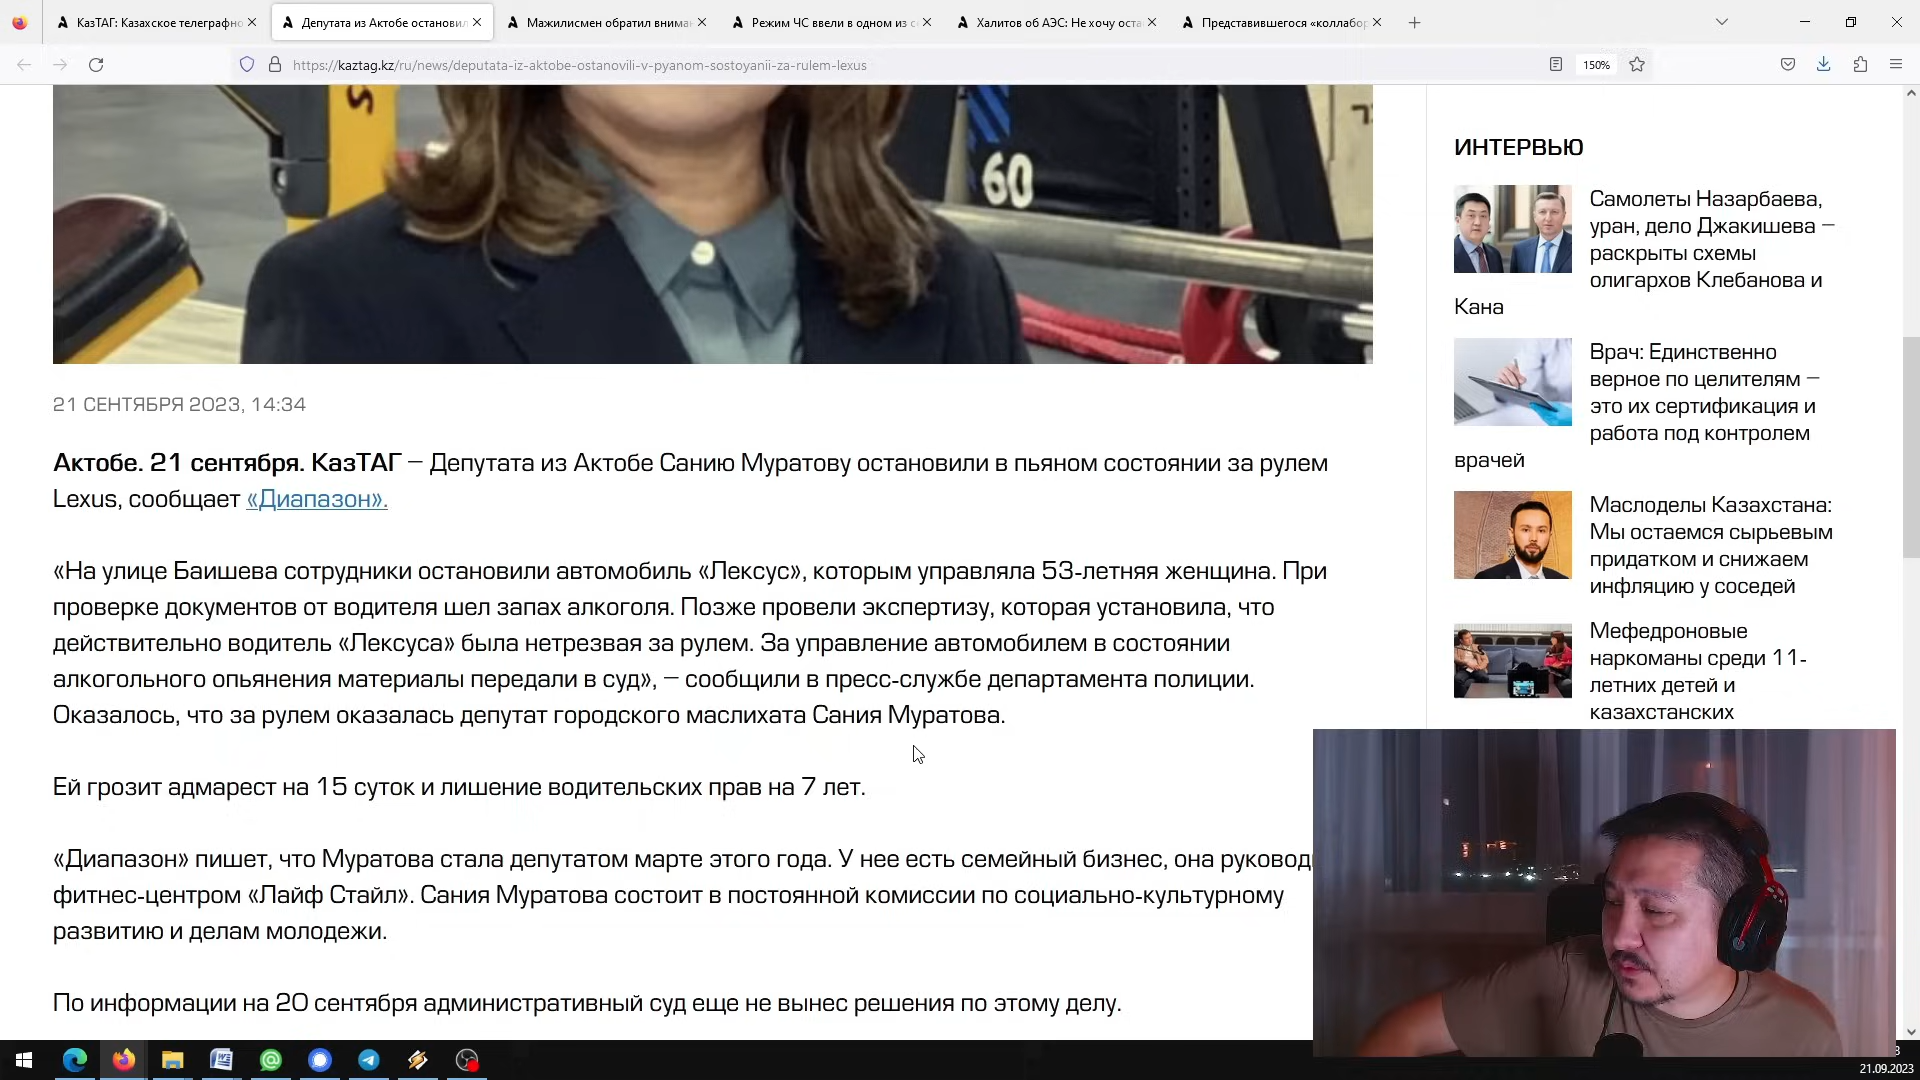 КазТАГ: Казахское телеграфно
Депутата из Актобе остановил
Мажилисмен обратил вниман
Режим ЧС ввели в одном из с
Халитов об АЭС: Не хочу оста
Представившегося «коллабор
https://kaztag.kz/ru/news/deputata-iz-aktobe-ostanovili-v-pyanom-sostoyanii-za-rulem-lexus
150%
60
21 СЕНТЯБРЯ 2023, 14:34
Актобе. 21 сентября. КазТАГ – Депутата из Актобе Санию Муратову остановили в пьяном состоянии за рулем
Lexus, сообщает «Диапазон».
«На улице Баишева сотрудники остановили автомобиль «Лексус», которым управляла 53-летняя женщина. При
проверке документов от водителя шел запах алкоголя. Позже провели экспертизу, которая установила, что
действительно водитель «Лексуса» была нетрезвая за рулем. За управление автомобилем в состоянии
алкогольного опьянения материалы передали в суд», – сообщили в пресс-службе департамента полиции.
Оказалось, что за рулем оказалась депутат городского маслихата Сания Муратова.
Ей грозит адмарест на 15 суток и лишение водительских прав на 7 лет.
«Диапазон» пишет, что Муратова стала депутатом марте этого года. У нее есть семейный бизнес, она руковод
фитнес-центром «Лайф Стайл». Сания Муратова состоит в постоянной комиссии по социально-культурному
развитию и делам молодежи.
По информации на 20 сентября административный суд еще не вынес решения по этому делу.
ИНТЕРВЬЮ
Самолеты Назарбаева,
уран, дело Джакишева –
раскрыты схемы
олигархов Клебанова и
Кана
Врач: Единственно
верное по целителям –
это их сертификация и
работа под контролем
врачей
Маслоделы Казахстана:
Мы остаемся сырьевым
придатком и снижаем
инфляцию у соседей
Мефедроновые
наркоманы среди 11-
летних детей и
казахстанских
21.09.2023